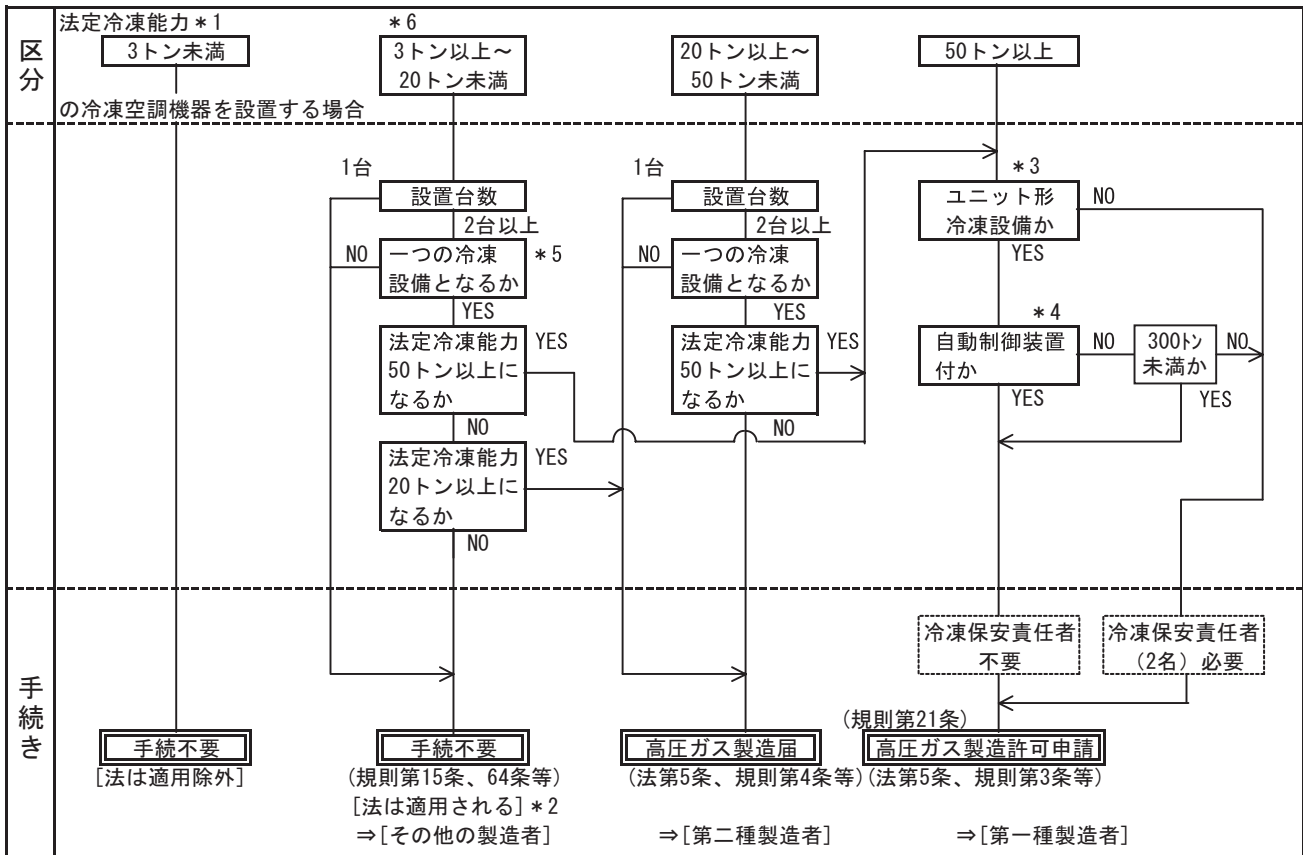 区分
法定冷凍能力＊1
3トン未満
＊6
3トン以上～
20トン未満
20トン以上～
50トン未満
50トン以上
の冷凍空調機器を設置する場合
1台
設置台数
2台以上
NO
一つの冷凍
設備となるか
＊5
YES
法定冷凍能力
50トン以上に
なるか
YES
NO
法定冷凍能力
20トン以上に
なるか
YES
NO
1台
設置台数
2台以上
NO
一つの冷凍
設備となるか
YES
法定冷凍能力
50トン以上に
なるか
YES
NO
＊3
ユニット形
冷凍設備か
NO
YES
＊4
自動制御装置
付か
NO
300トン
未満か
NO
YES
YES
手続き
冷凍保安責任者
不要
冷凍保安責任者
(2名) 必要
(規則第21条)
手続不要
[法は適用除外]
手続不要
(規則第15条、64条等)
[法は適用される]＊2
⇒[その他の製造者]
高圧ガス製造届
(法第5条、規則第4条等)
⇒[第二種製造者]
高圧ガス製造許可申請
(法第5条、規則第3条等)
⇒[第一種製造者]